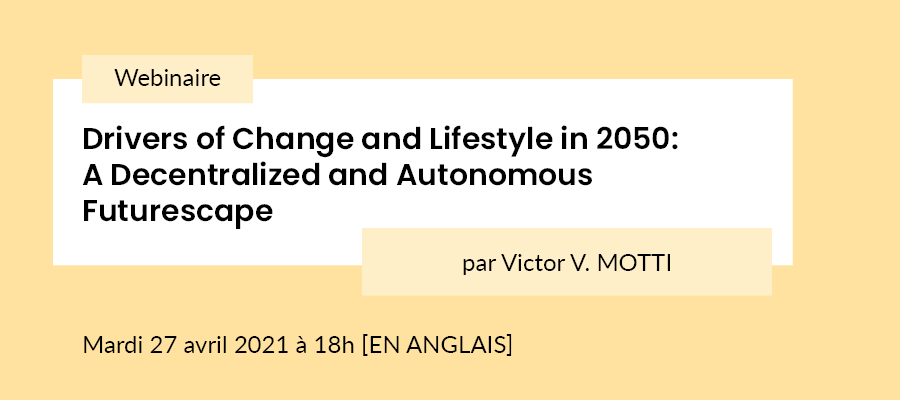 Webinaire
Drivers of Change and Lifestyle in 2050:
A Decentralized and Autonomous
Futurescape
par Victor V. MOTTI
Mardi 27 avril 2021 à 18h [EN ANGLAIS]